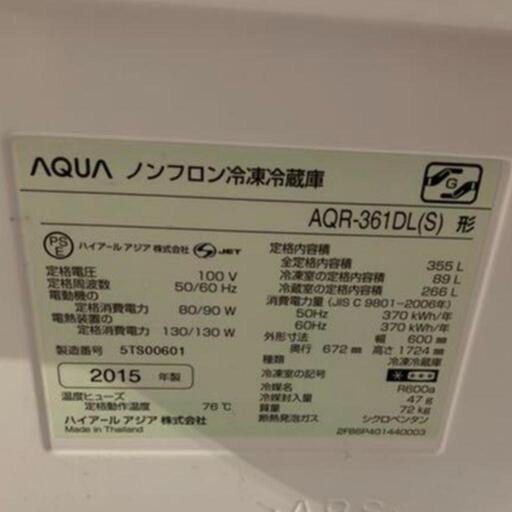 AQUA ノンフロン冷凍冷蔵庫
G
AQR-361DL(S) 形
PS
E
ハイアール アジア 株式会社 JET
定格電圧 100 V
定格周波数 50/60 Hz
電動機の
定格消費電力 80/90 W
電熱装置の
定格消費電力 130/130 W
製造番号 5TS00601
2015 年製
温度ヒューズ
定格動作温度 76℃
ハイアール アジア 株式会社
Made in Thailand
定格内容積
全定格内容積 355 L
冷凍室の定格内容積 89 L
冷蔵室の定格内容積 266 L
消費電力量 (JIS C 9801-2006年)
50Hz 370 kWh/年
60Hz 370 kWh/年
外形寸法 幅 600 mm
奥行 672 mm 高さ 1724 mm
種類 冷凍冷蔵庫
冷凍室の記号
冷媒名 R600a
冷媒封入量 47 g
質量 72 kg
断熱発泡ガス シクロペンタン
2FB6P401440003